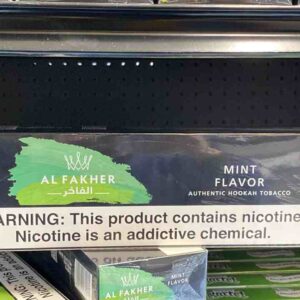 AL FAKHER
الفاخر
MINT
FLAVOR
AUTHENTIC HOOKAH TOBACCO
ARNING: This product contains nicotine
Nicotine is an addictive chemical.
AL FAKHER
MINT
FLAVOR